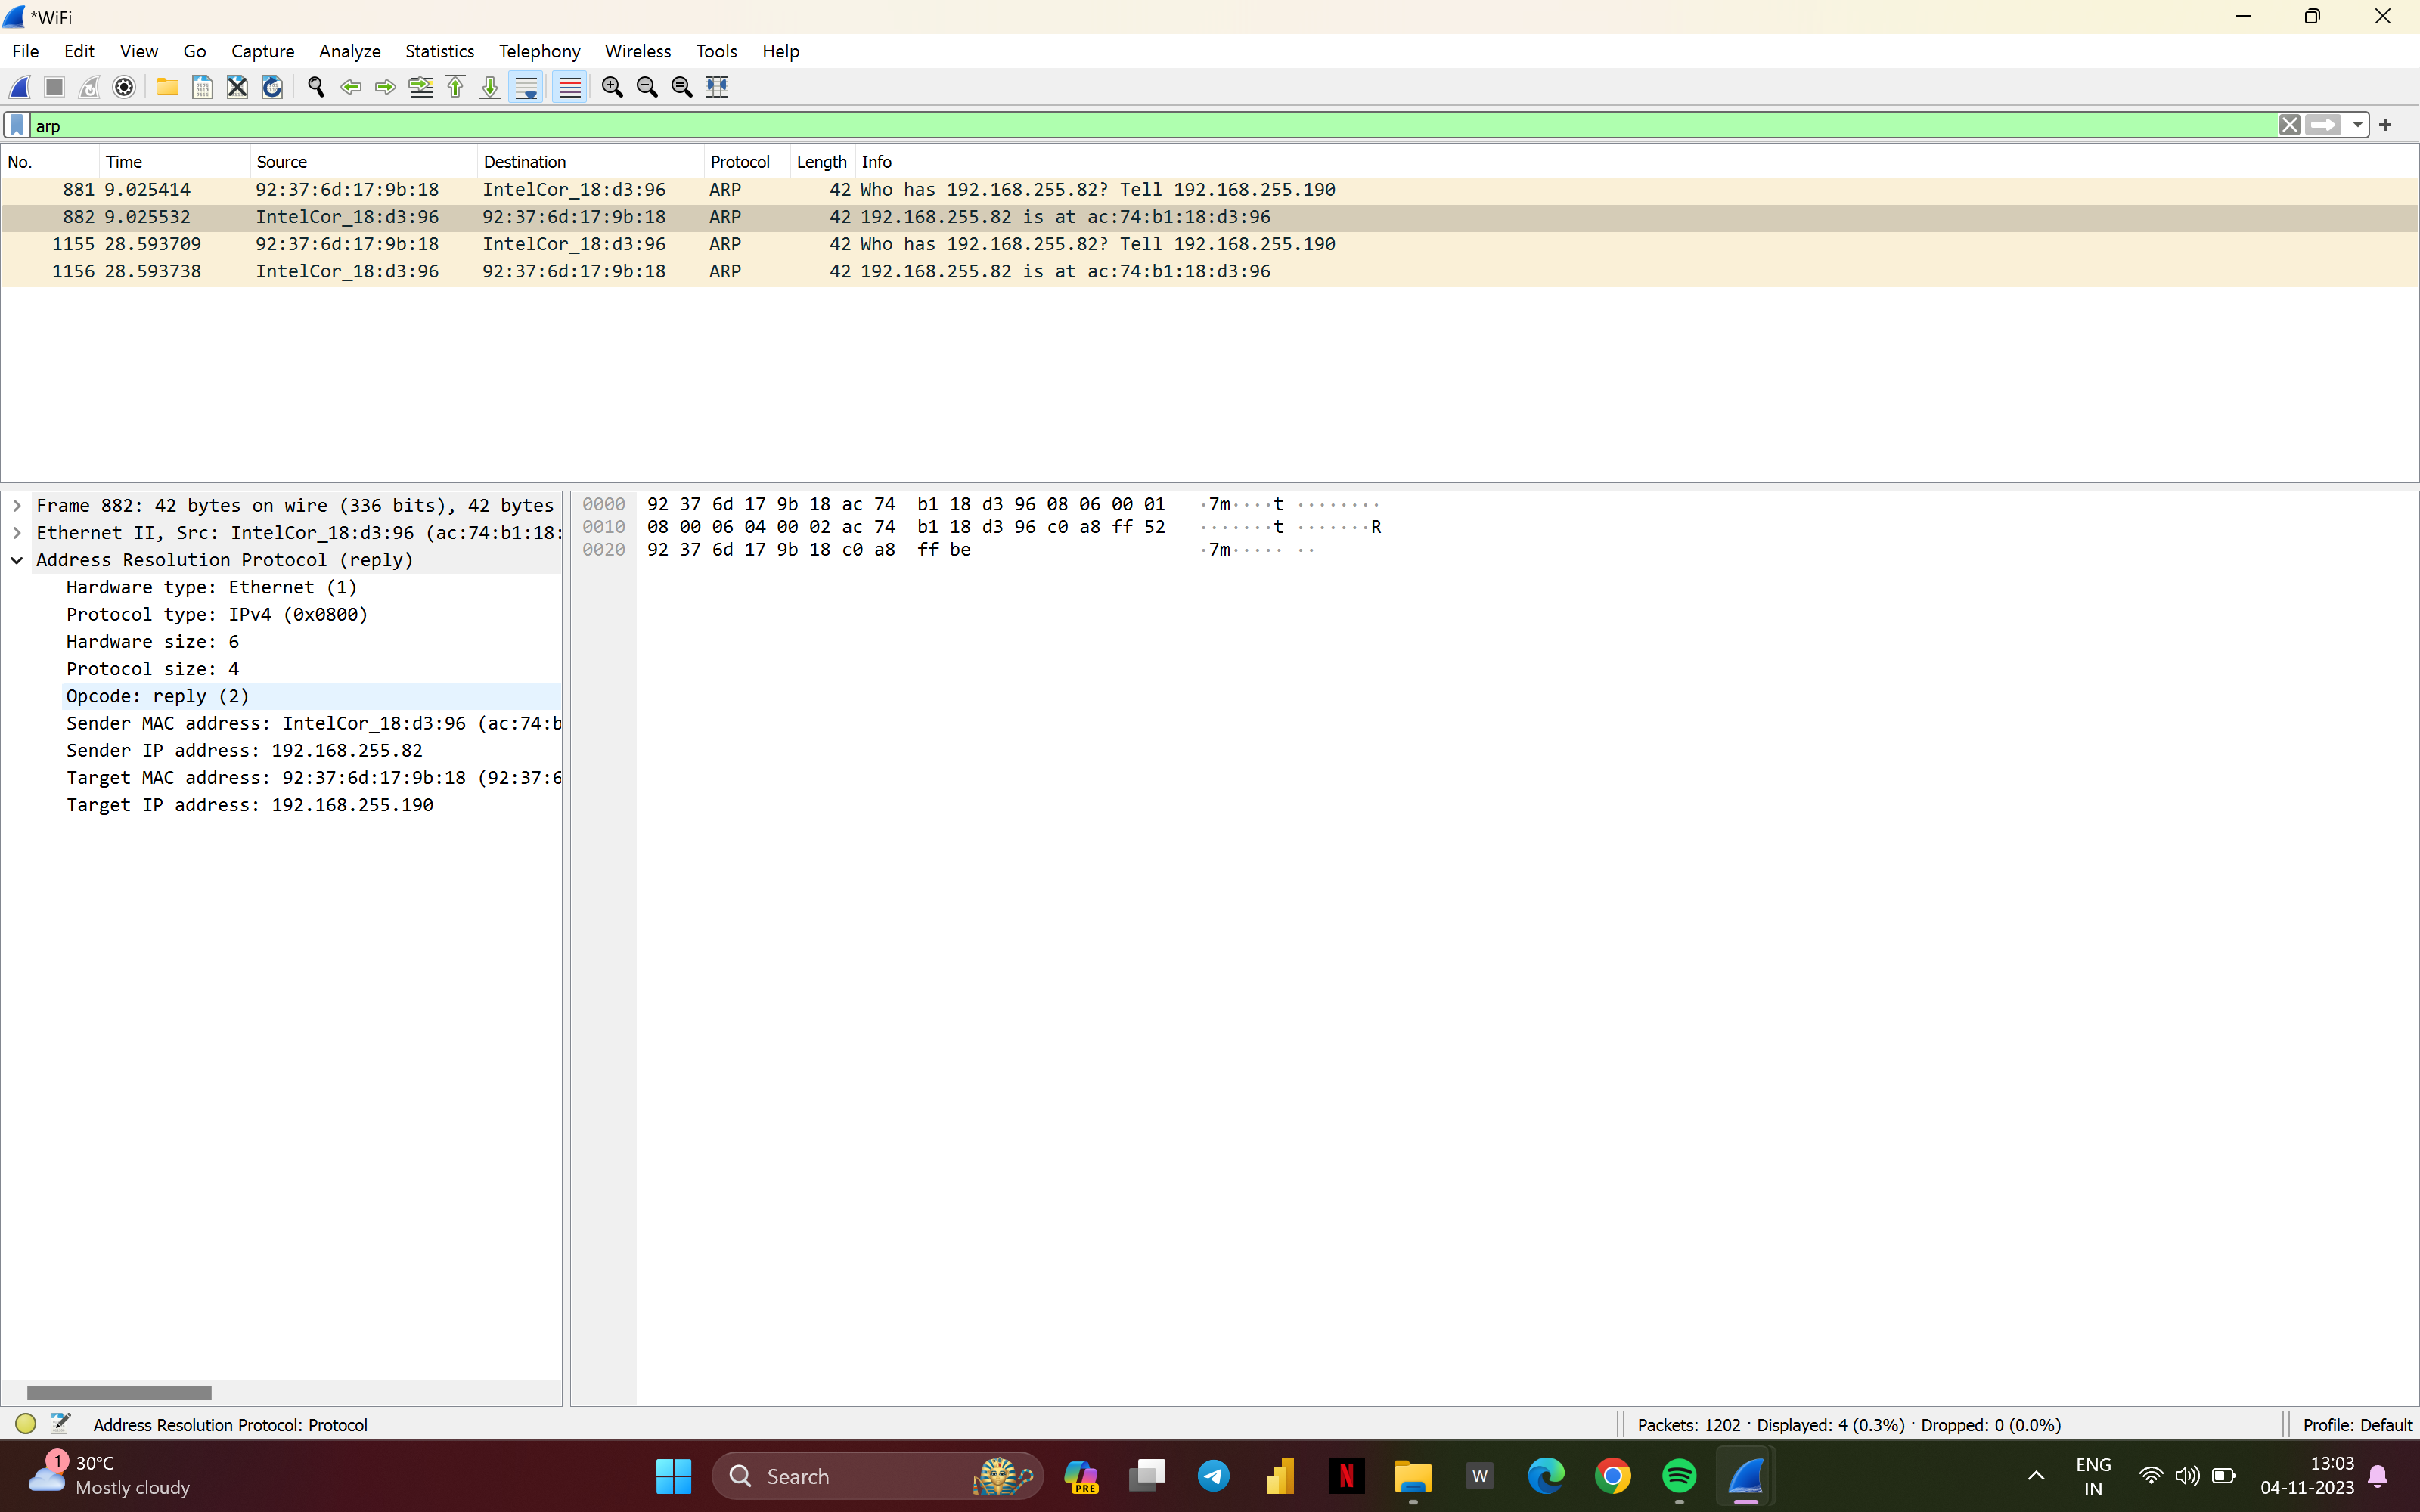 *WiFi
File Edit View Go Capture Analyze Statistics Telephony Wireless Tools Help
arp
No. Time Source Destination Protocol Length Info
881 9.025414 92:37:6d:17:9b:18 IntelCor_18:d3:96 ARP 42 Who has 192.168.255.82? Tell 192.168.255.190
882 9.025532 IntelCor_18:d3:96 92:37:6d:17:9b:18 ARP 42 192.168.255.82 is at ac:74:b1:18:d3:96
1155 28.593709 92:37:6d:17:9b:18 IntelCor_18:d3:96 ARP 42 Who has 192.168.255.82? Tell 192.168.255.190
1156 28.593738 IntelCor_18:d3:96 92:37:6d:17:9b:18 ARP 42 192.168.255.82 is at ac:74:b1:18:d3:96
Frame 882: 42 bytes on wire (336 bits), 42 bytes
Ethernet II, Src: IntelCor_18:d3:96 (ac:74:b1:18:
Address Resolution Protocol (reply)
Hardware type: Ethernet (1)
Protocol type: IPv4 (0x0800)
Hardware size: 6
Protocol size: 4
Opcode: reply (2)
Sender MAC address: IntelCor_18:d3:96 (ac:74:b
Sender IP address: 192.168.255.82
Target MAC address: 92:37:6d:17:9b:18 (92:37:6
Target IP address: 192.168.255.190
0000 92 37 6d 17 9b 18 ac 74 b1 18 d3 96 08 06 00 01 ·7m····t ········
0010 08 00 06 04 00 02 ac 74 b1 18 d3 96 c0 a8 ff 52 ·······t ·······R
0020 92 37 6d 17 9b 18 c0 a8 ff be ·7m····· ··
Address Resolution Protocol: Protocol
Packets: 1202 · Displayed: 4 (0.3%) · Dropped: 0 (0.0%)
Profile: Default
1
30°C
Mostly cloudy
Search
PRE
N
W
ENG
IN
13:03
04-11-2023